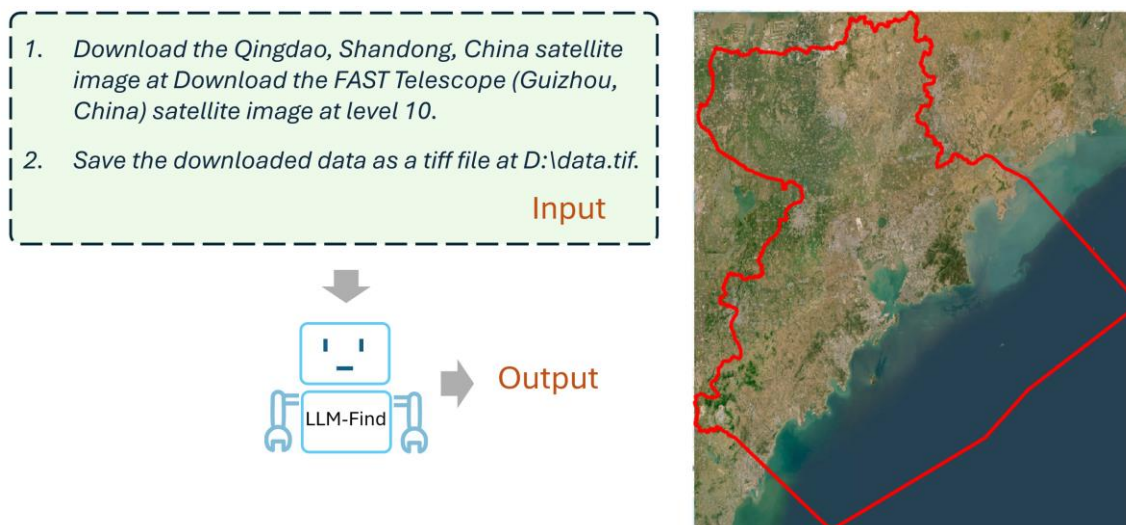 1. Download the Qingdao, Shandong, China satellite
image at Download the FAST Telescope (Guizhou,
China) satellite image at level 10.
2. Save the downloaded data as a tiff file at D:\data.tif.
Input
LLM-Find
Output